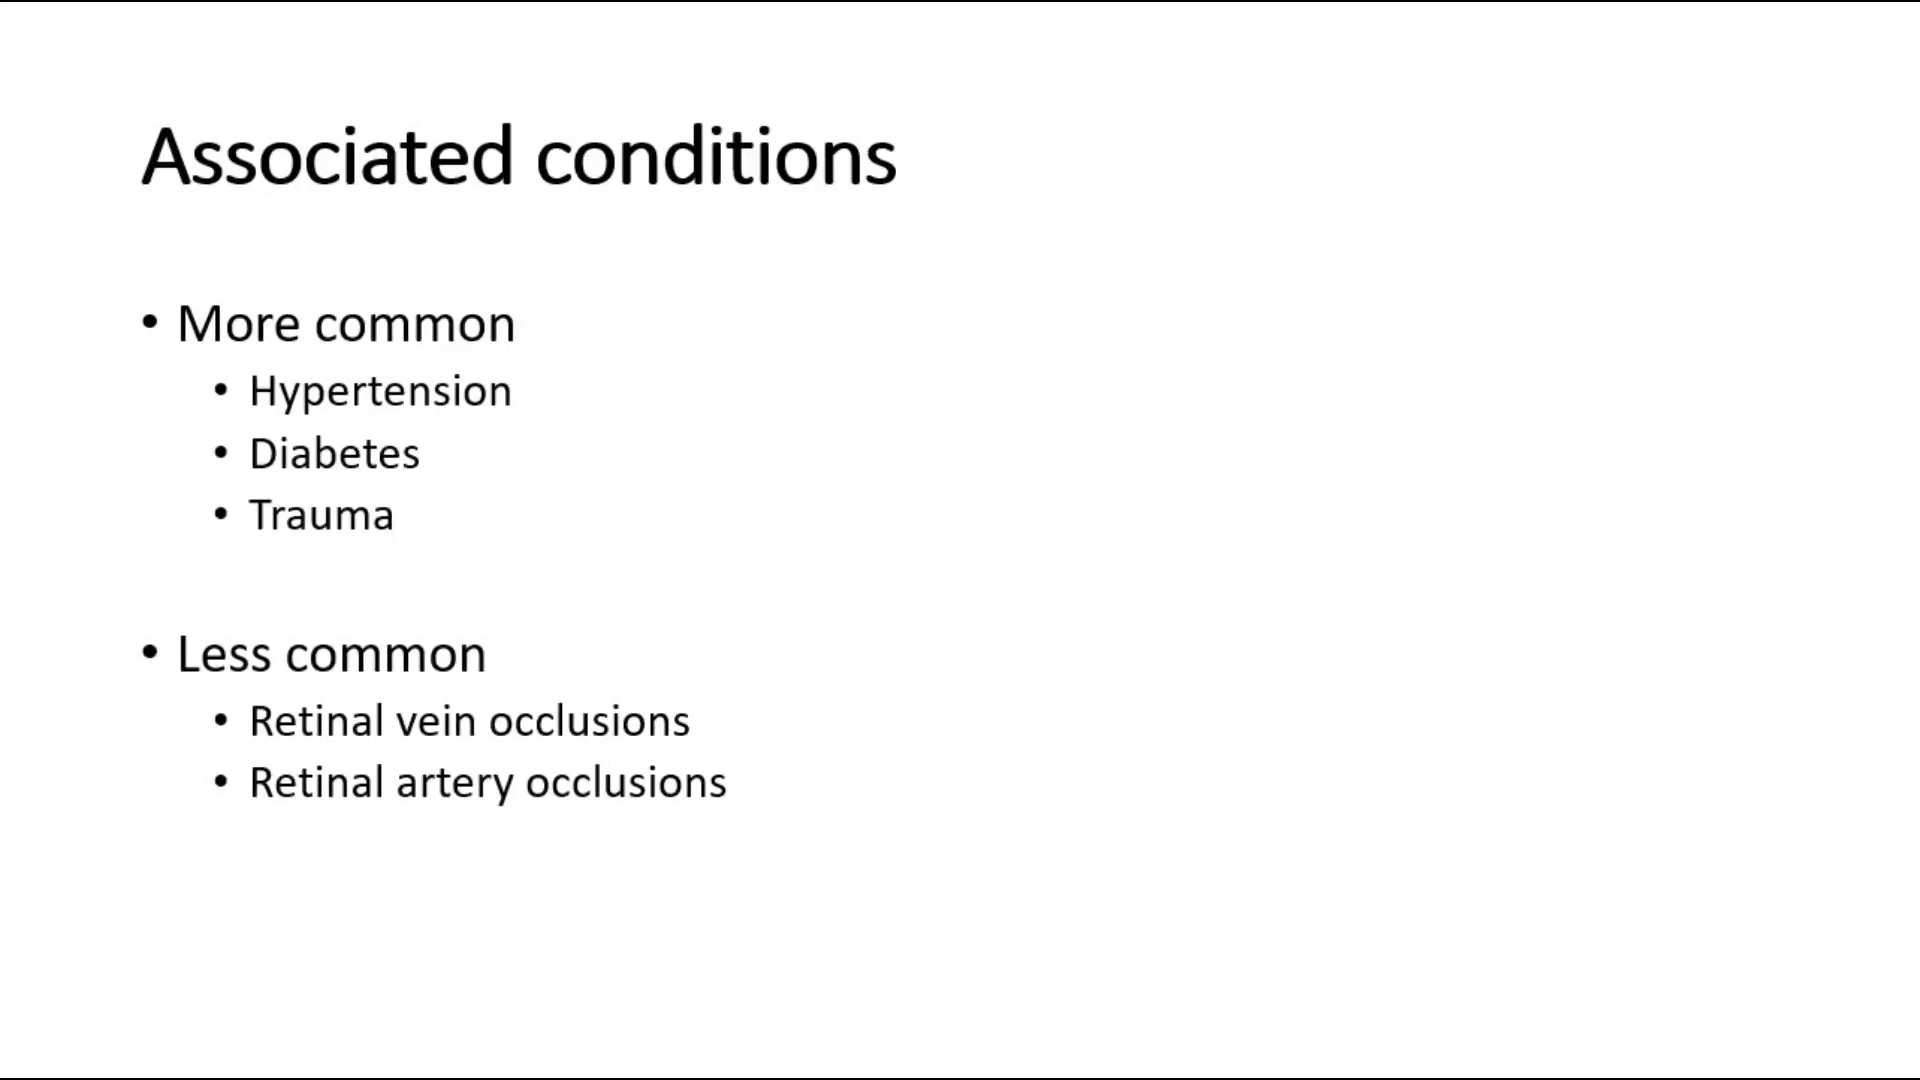 Associated conditions
• More common
• Hypertension
• Diabetes
• Trauma
• Less common
• Retinal vein occlusions
• Retinal artery occlusions